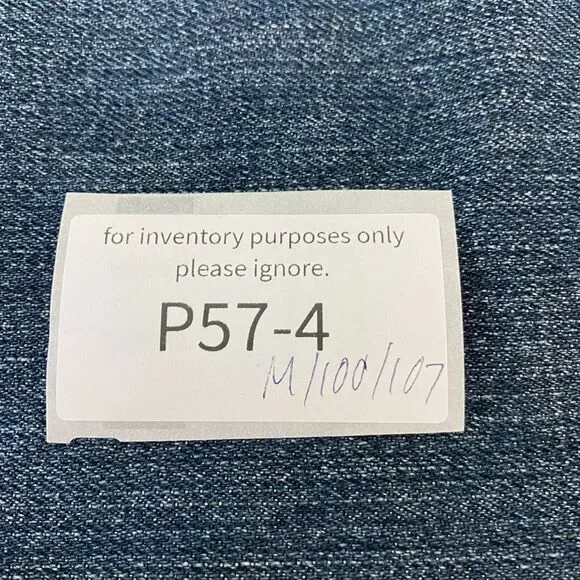 for inventory purposes only
please ignore.
P57-4
M/100/107